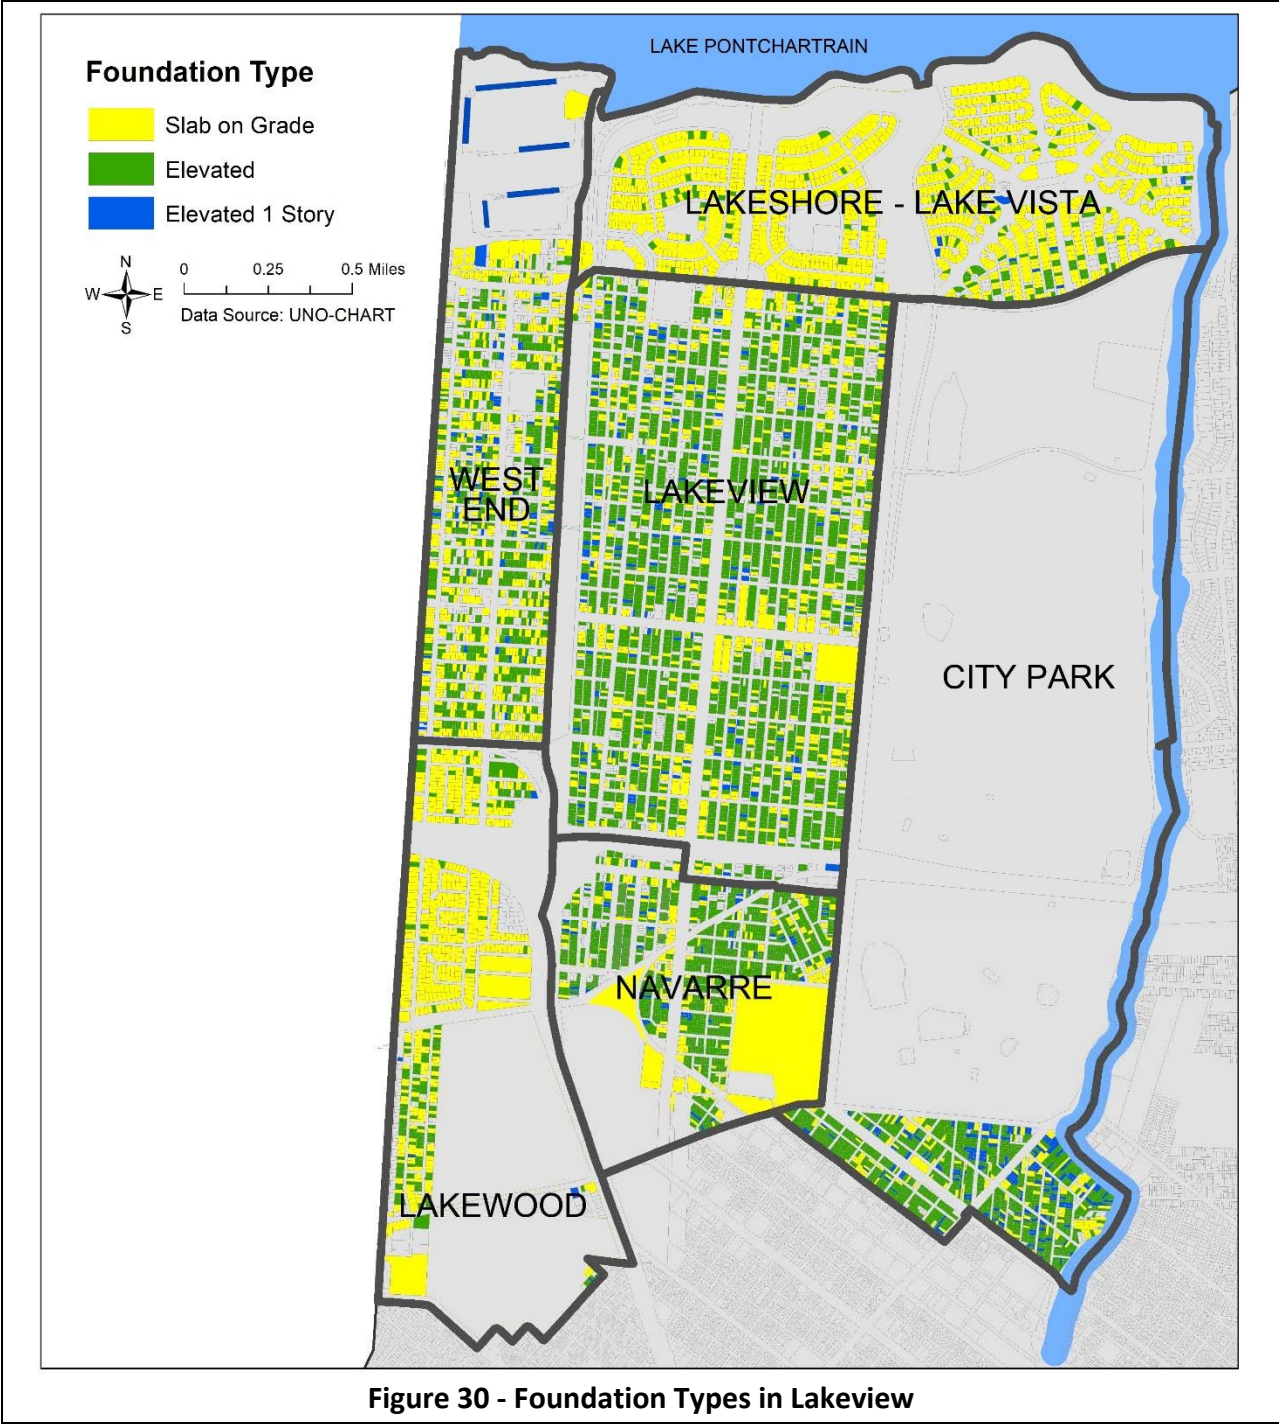 LAKE PONTCHARTRAIN
Foundation Type
Slab on Grade
Elevated
Elevated 1 Story
N
W E
S
0 0.25 0.5 Miles
Data Source: UNO-CHART
LAKESHORE - LAKE VISTA
WEST
END
LAKEVIEW
CITY PARK
NAVARRE
LAKEWOOD
Figure 30 - Foundation Types in Lakeview